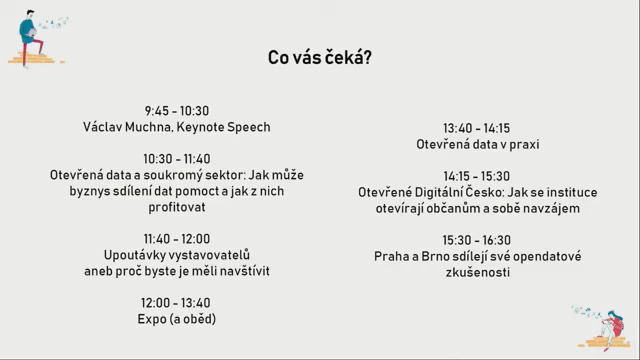 Co vás čeká?
9:45 - 10:30
Václav Muchna, Keynote Speech
10:30 - 11:40
Otevřená data a soukromý sektor: Jak může
byznys sdílení dat pomoct a jak z nich
profitovat
11:40 - 12:00
Upoutávky vystavovatelů
aneb proč byste je měli navštívit
12:00 - 13:40
Expo (a oběd)
13:40 - 14:15
Otevřená data v praxi
14:15 - 15:30
Otevřené Digitální Česko: Jak se instituce
otevírají občanům a sobě navzájem
15:30 - 16:30
Praha a Brno sdílejí své opendatové
zkušenosti